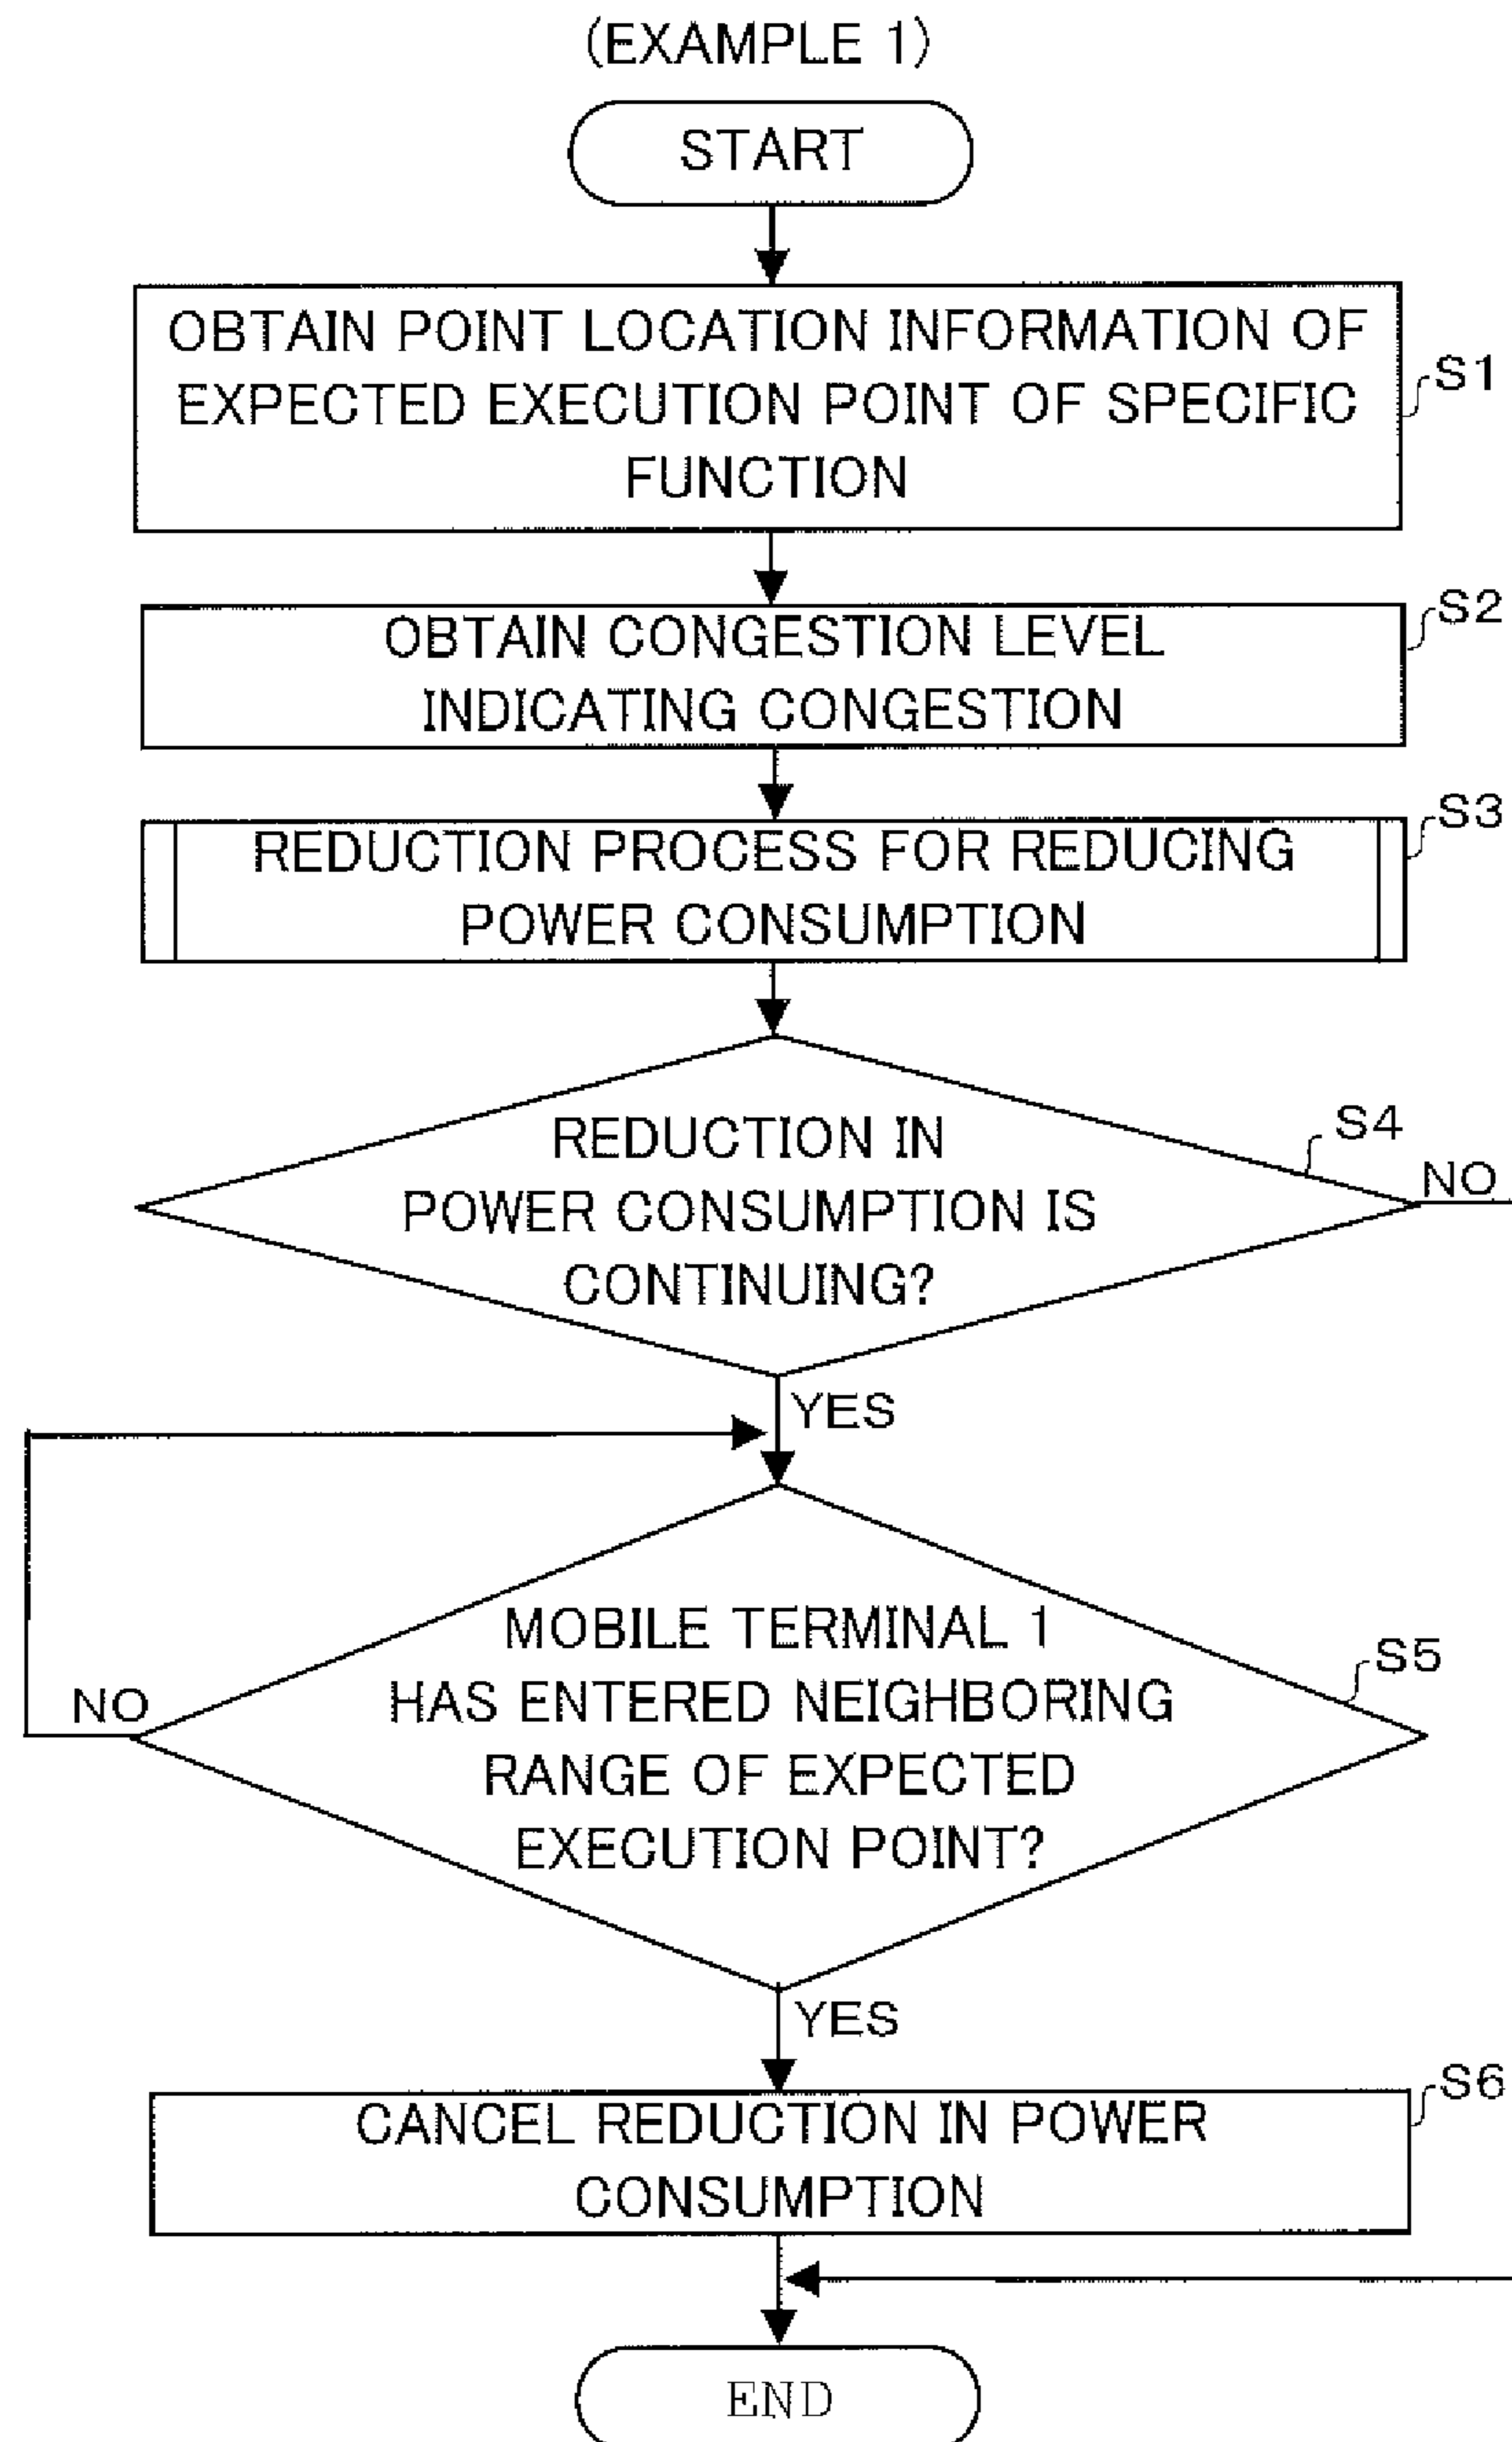 (EXAMPLE 1)
START
OBTAIN POINT LOCATION INFORMATION OF
EXPECTED EXECUTION POINT OF SPECIFIC
FUNCTION
S1
OBTAIN CONGESTION LEVEL
INDICATING CONGESTION
S2
REDUCTION PROCESS FOR REDUCING
POWER CONSUMPTION
S3
REDUCTION IN
POWER CONSUMPTION IS
CONTINUING?
S4
NO
YES
MOBILE TERMINAL 1
HAS ENTERED NEIGHBORING
RANGE OF EXPECTED
EXECUTION POINT?
S5
NO
YES
CANCEL REDUCTION IN POWER
CONSUMPTION
S6
END